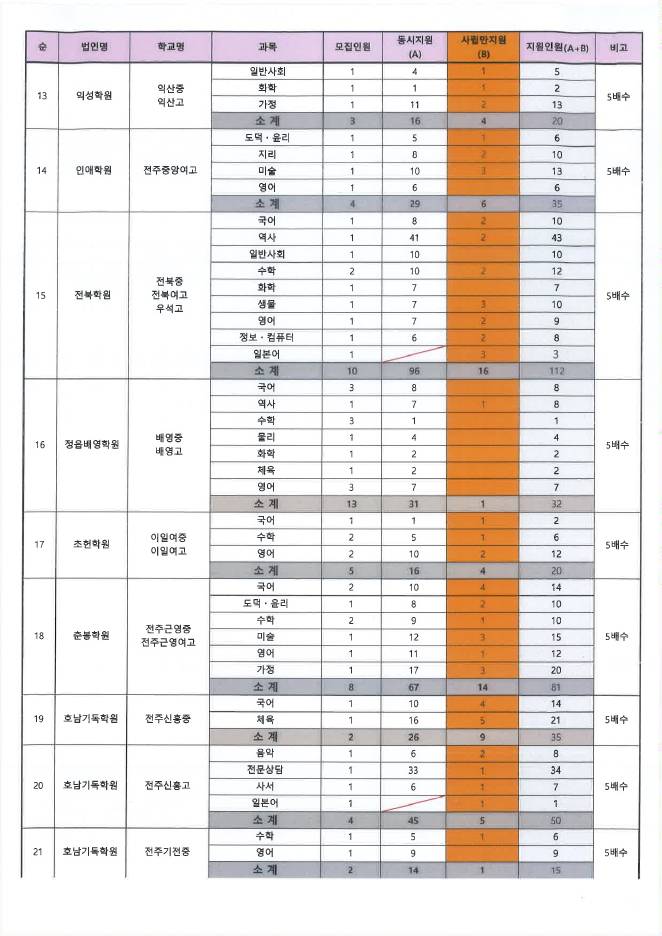 순 법인명 학교명 과목 모집인원 동시지원 (A) 사립만지원 (B) 지원인원(A+B) 비고
13 익성학원 익산중 익산고 5배수
일반사회 1 4 1 5
화학 1 1 1 2
가정 1 11 2 13
소 계 3 16 4 20
14 인애학원 전주중앙여고 5배수
도덕·윤리 1 5 1 6
지리 1 8 2 10
미술 1 10 3 13
영어 1 6 6
소 계 4 29 6 35
15 전북학원 전북중 전북여고 우석고 5배수
국어 1 8 2 10
역사 1 41 2 43
일반사회 1 10 10
수학 2 10 2 12
화학 1 7 7
생물 1 7 3 10
영어 1 7 2 9
정보·컴퓨터 1 6 2 8
일본어 1 3 3
소 계 10 96 16 112
16 정읍배영학원 배영중 배영고 5배수
국어 3 8 8
역사 1 7 1 8
수학 3 1 1
물리 1 4 4
화학 1 2 2
체육 1 2 2
영어 3 7 7
소 계 13 31 1 32
17 초헌학원 이일여중 이일여고 5배수
국어 1 1 1 2
수학 2 5 1 6
영어 2 10 2 12
소 계 5 16 4 20
18 춘봉학원 전주근영중 전주근영여고 5배수
국어 2 10 4 14
도덕·윤리 1 8 2 10
수학 2 9 1 10
미술 1 12 3 15
영어 1 11 1 12
가정 1 17 3 20
소 계 8 67 14 81
19 호남기독학원 전주신흥중 5배수
국어 1 10 4 14
체육 1 16 5 21
소 계 2 26 9 35
20 호남기독학원 전주신흥고 5배수
음악 1 6 2 8
전문상담 1 33 1 34
사서 1 6 1 7
일본어 1 1 1
소 계 4 45 5 50
21 호남기독학원 전주기전중 5배수
수학 1 5 1 6
영어 1 9 9
소 계 2 14 1 15